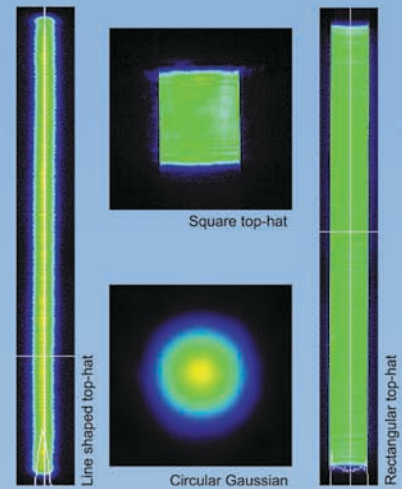 Line shaped top-hat
Square top-hat
Circular Gaussian
Rectangular top-hat